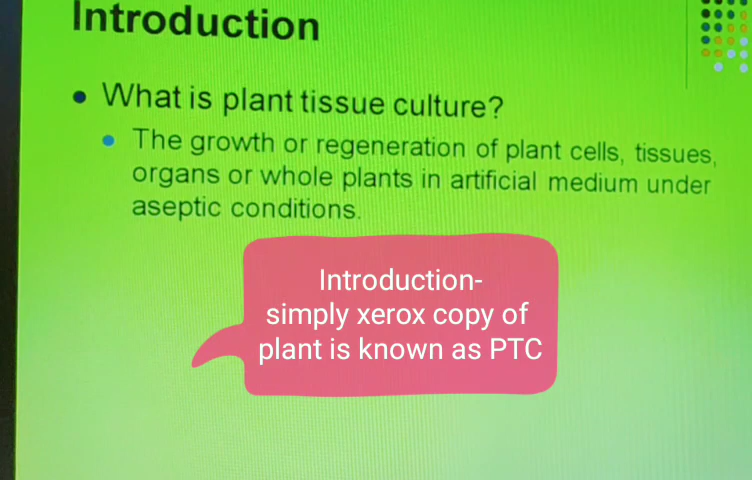 Introduction
What is plant tissue culture?
The growth or regeneration of plant cells, tissues,
organs or whole plants in artificial medium under
aseptic conditions.
Introduction-
simply xerox copy of
plant is known as PTC